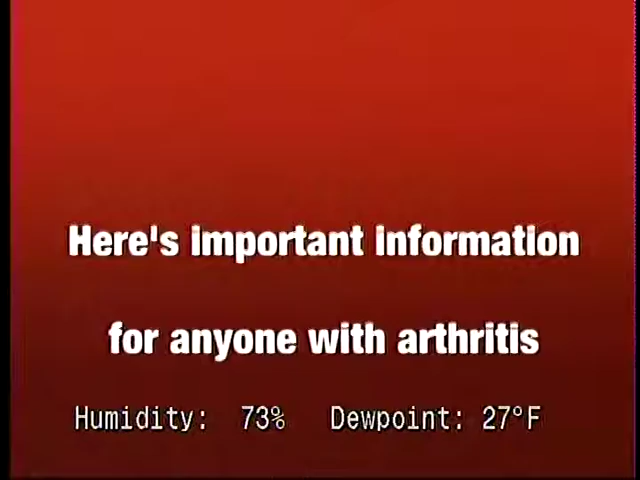 Here's important information
for anyone with arthritis
Humidity: 73% Dewpoint: 27°F